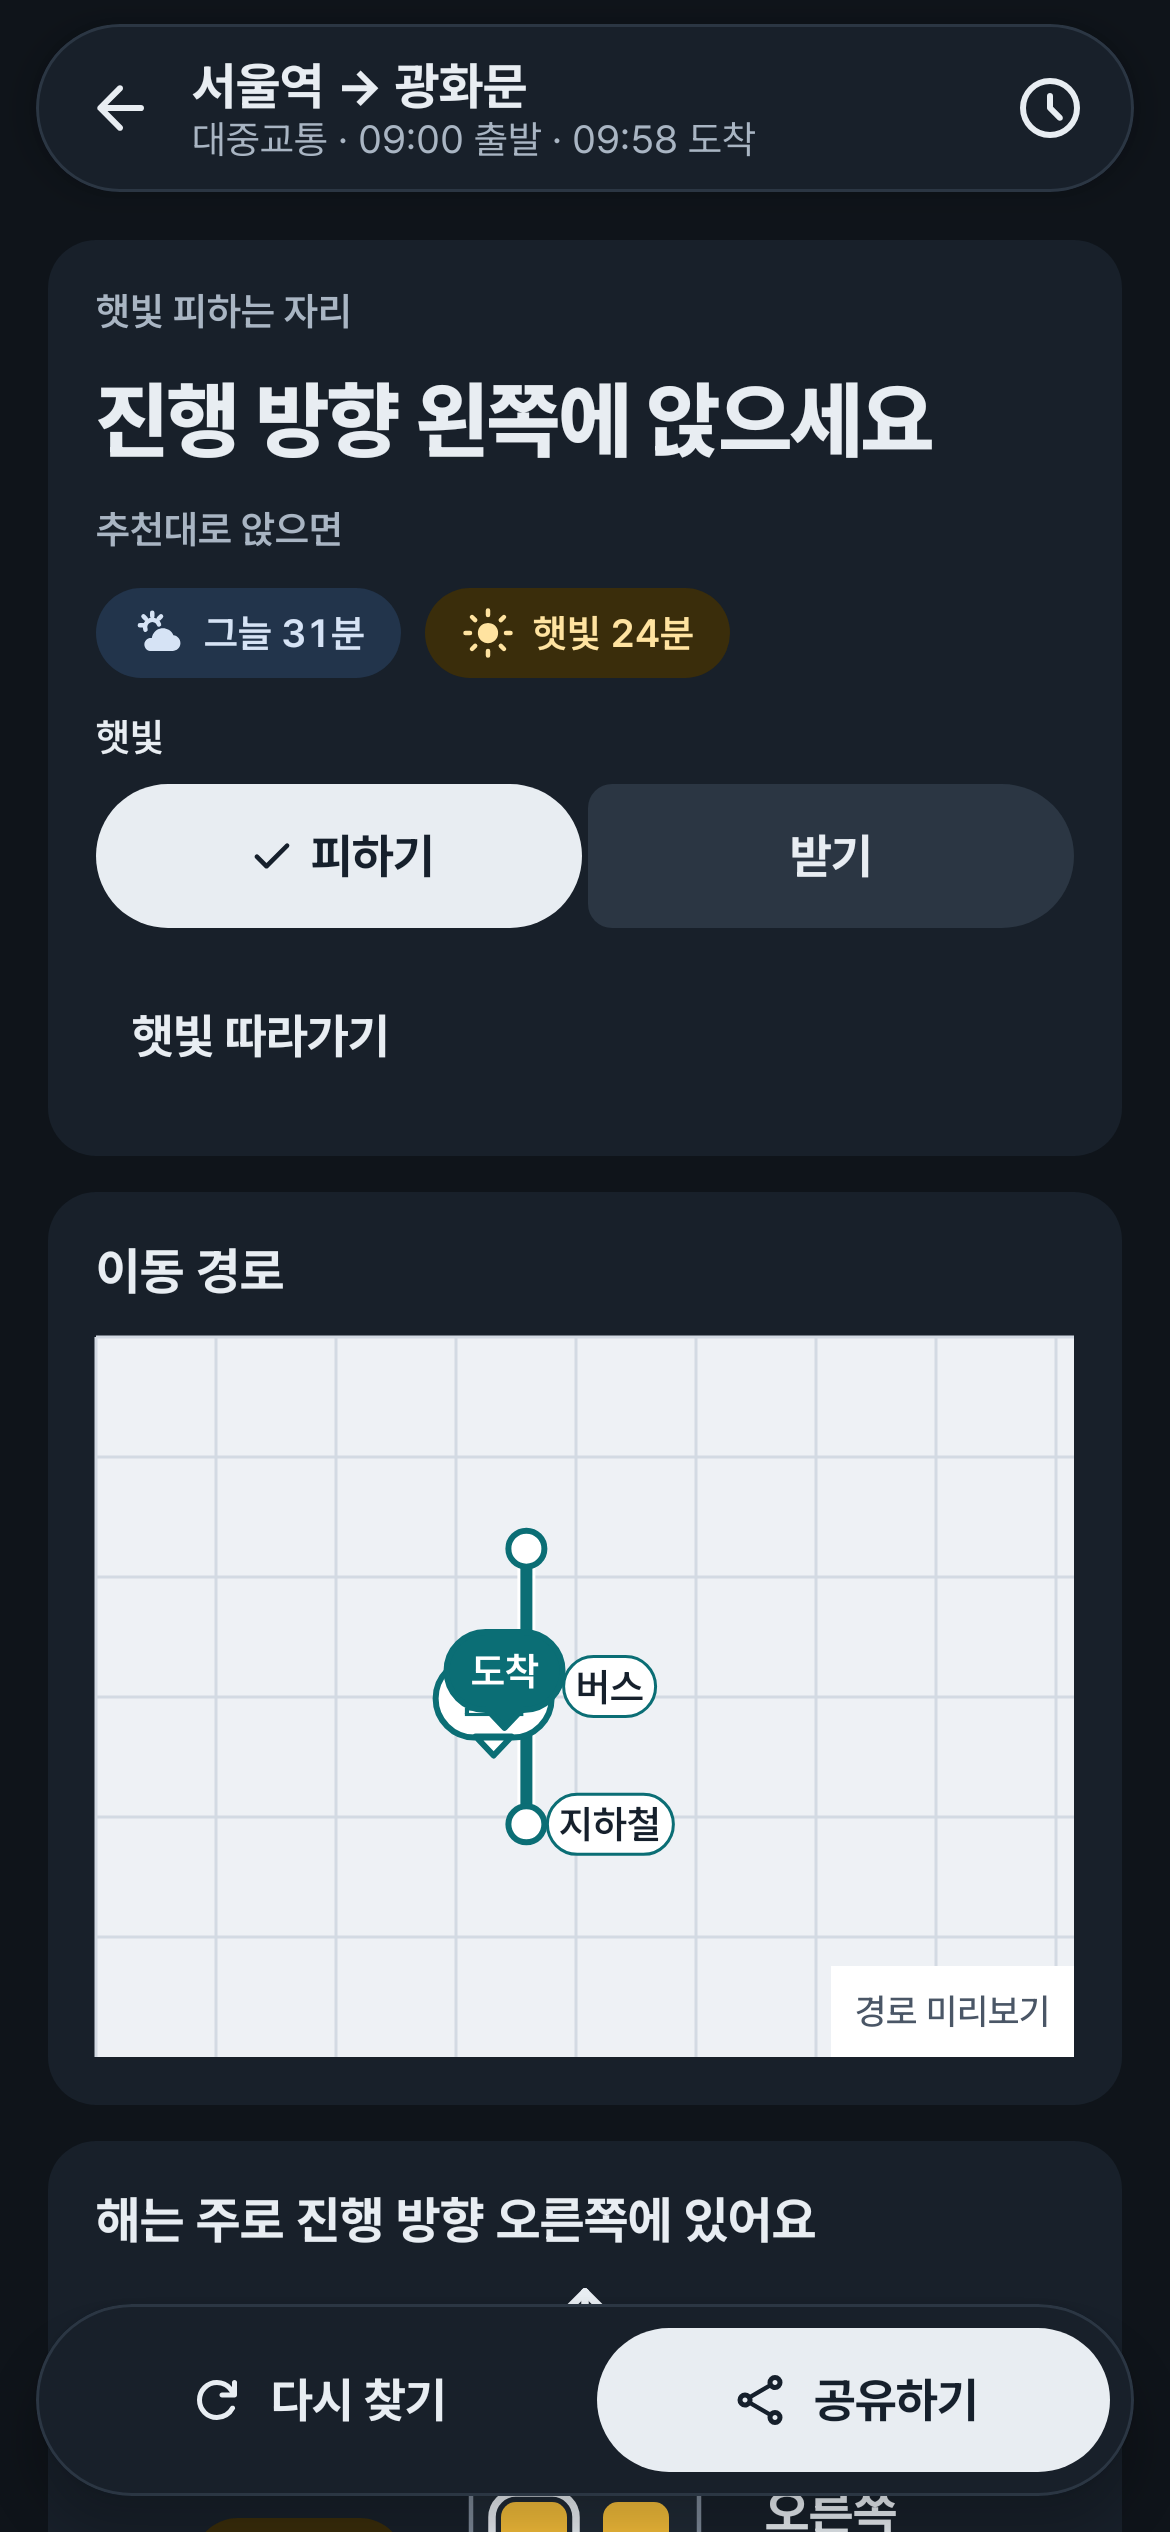 서울역 → 광화문
대중교통 · 09:00 출발 · 09:58 도착
햇빛 피하는 자리
진행 방향 왼쪽에 앉으세요
추천대로 앉으면
그늘 31분
햇빛 24분
햇빛
피하기
받기
햇빛 따라가기
이동 경로
도착
버스
지하철
경로 미리보기
해는 주로 진행 방향 오른쪽에 있어요
다시 찾기
공유하기
오른쪽